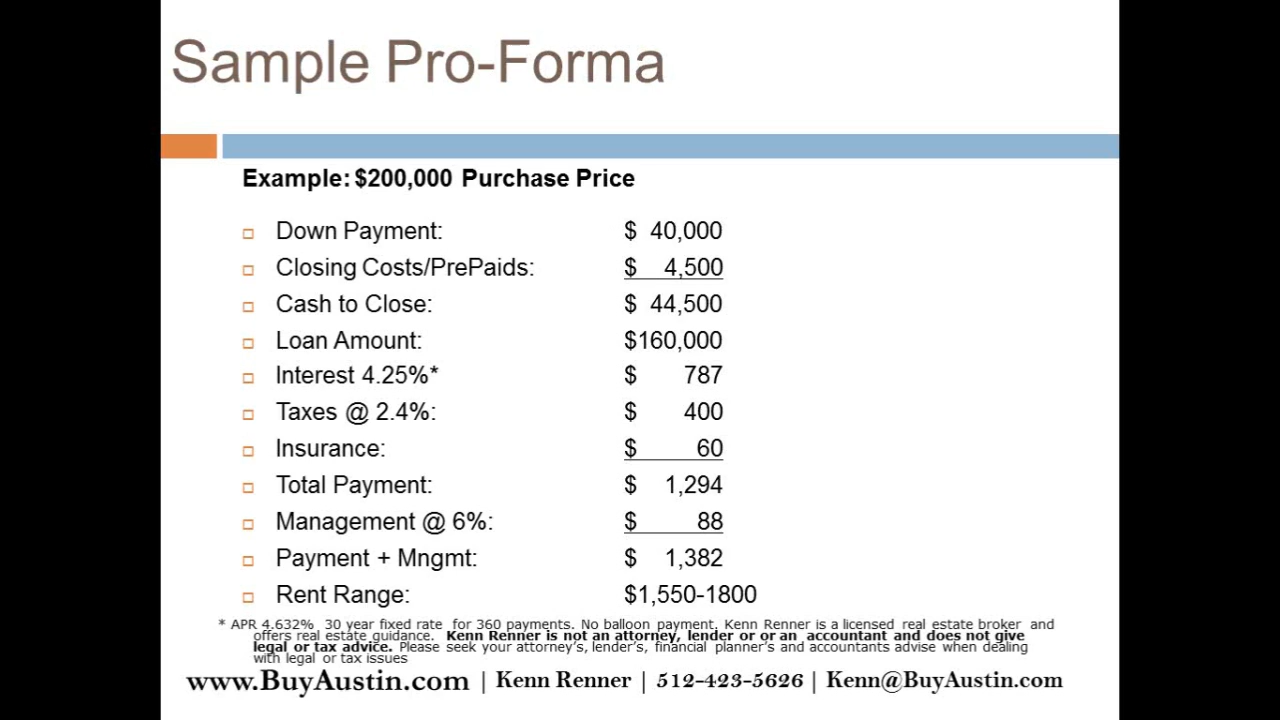 Sample Pro-Forma
Example: $200,000 Purchase Price
Down Payment: $ 40,000
Closing Costs/PrePaids: $ 4,500
Cash to Close: $ 44,500
Loan Amount: $160,000
Interest 4.25%* $ 787
Taxes @ 2.4%: $ 400
Insurance: $ 60
Total Payment: $ 1,294
Management @ 6%: $ 88
Payment + Mngmt: $ 1,382
Rent Range: $1,550-1800
* APR 4.632% 30 year fixed rate for 360 payments. No balloon payment. Kenn Renner is a licensed real estate broker and
offers real estate guidance. Kenn Renner is not an attorney, lender or or an accountant and does not give
legal or tax advice. Please seek your attorney's, lender's, financial planner's and accountants advise when dealing
with legal or tax issues
www.BuyAustin.com | Kenn Renner | 512-423-5626 | Kenn@BuyAustin.com